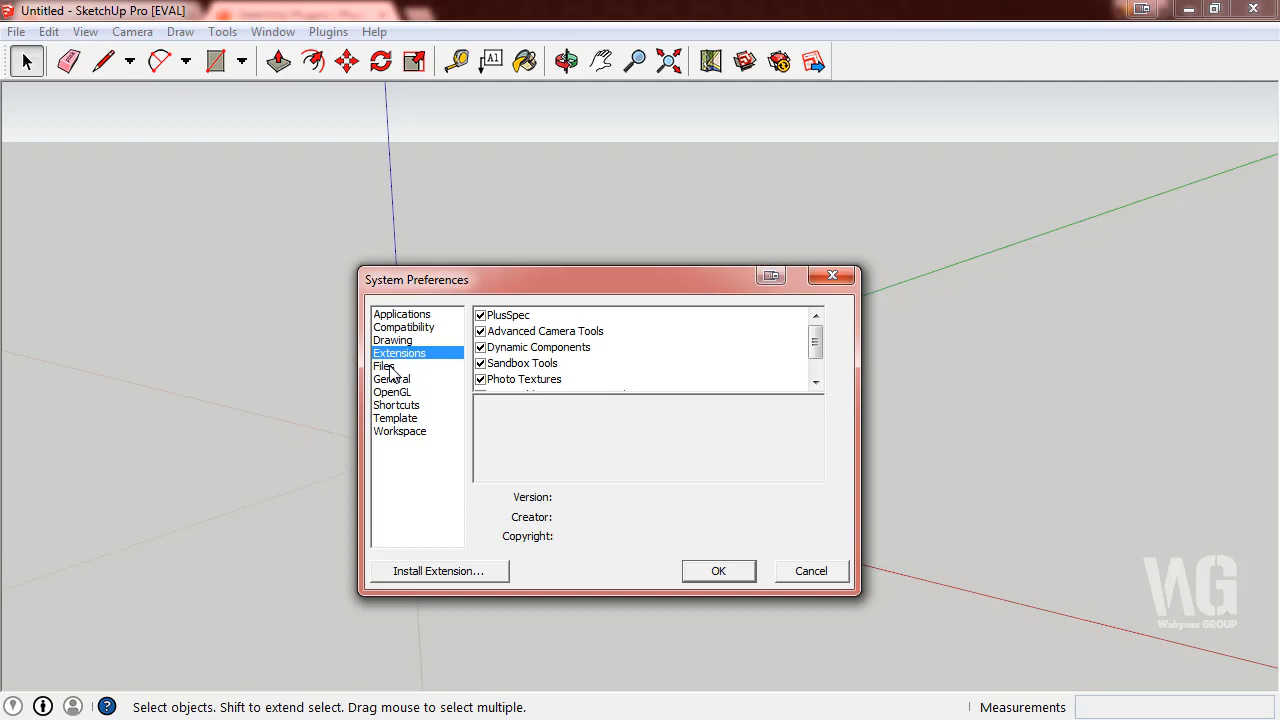 Untitled - SketchUp Pro [EVAL]
File Edit View Camera Draw Tools Window Plugins Help
A1
System Preferences
Applications
Compatibility
Drawing
Extensions
Files
General
OpenGL
Shortcuts
Template
Workspace
PlusSpec
Advanced Camera Tools
Dynamic Components
Sandbox Tools
Photo Textures
Version:
Creator:
Copyright:
Install Extension...
OK
Cancel
WG
Wahynes GROUP
Select objects. Shift to extend select. Drag mouse to select multiple.
Measurements